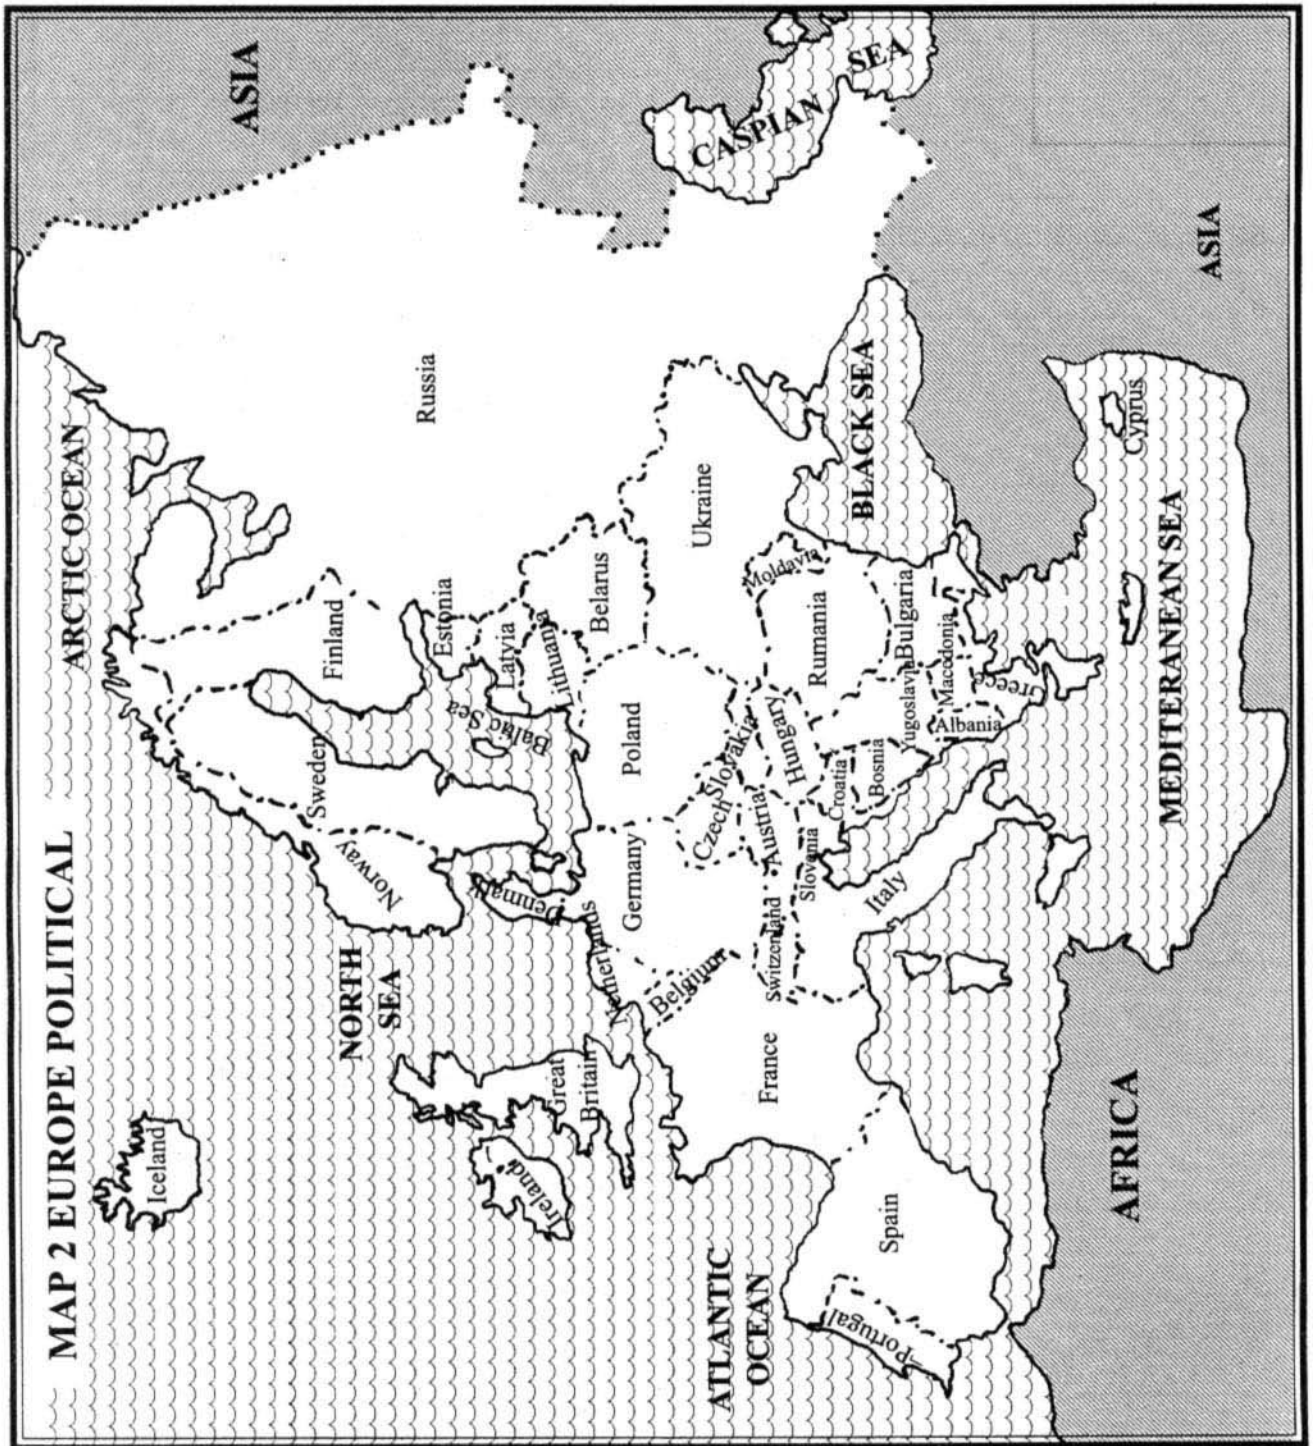 MAP 2 EUROPE POLITICAL
ARCTIC OCEAN
ASIA
Iceland
Norway
Sweden
Finland
Russia
NORTH
SEA
Estonia
Latvia
Lithuania
Baltic Sea
Denmark
Ireland
Great
Britain
Netherlands
Belgium
Germany
Poland
Belarus
Ukraine
Czech
Slovakia
Austria
Hungary
Moldavia
Rumania
Switzenland
Slovenia
Croatia
Bosnia
Yugoslavia
Bulgaria
Macedonia
Albania
Greece
Italy
France
Spain
Portugal
ATLANTIC
OCEAN
BLACK SEA
CASPIAN SEA
MEDITERANEAN SEA
Cyprus
AFRICA
ASIA